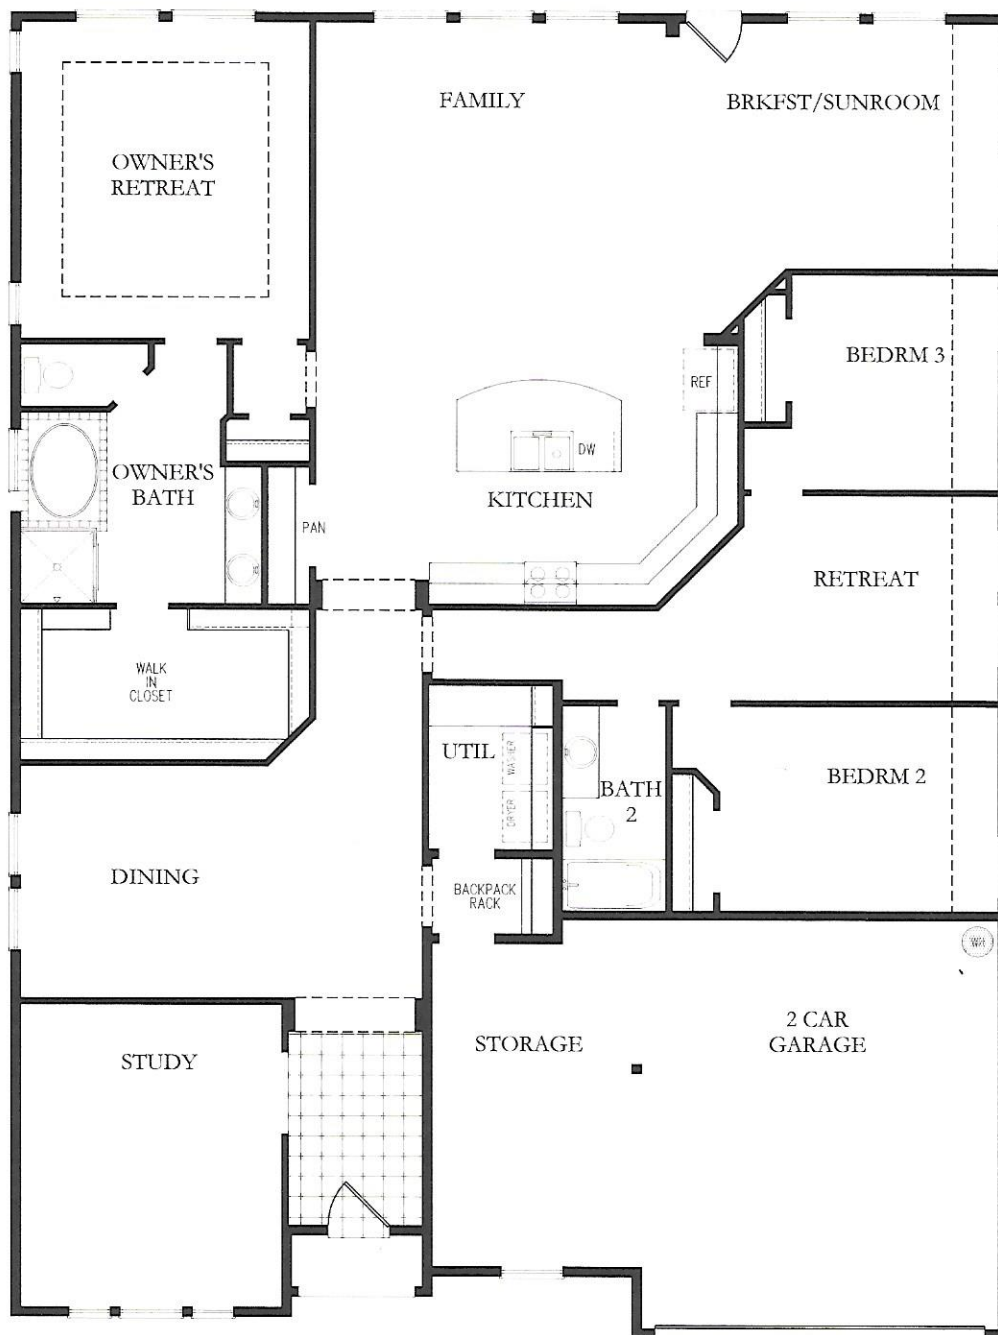 FAMILY
BRKFST/SUNROOM
OWNER'S
RETREAT
BEDRM 3
REF
DW
OWNER'S
BATH
KITCHEN
PAN
RETREAT
WALK
IN
CLOSET
UTIL
WASHER
DRYER
BATH
2
BEDRM 2
DINING
BACKPACK
RACK
WH
STORAGE
2 CAR
GARAGE
STUDY